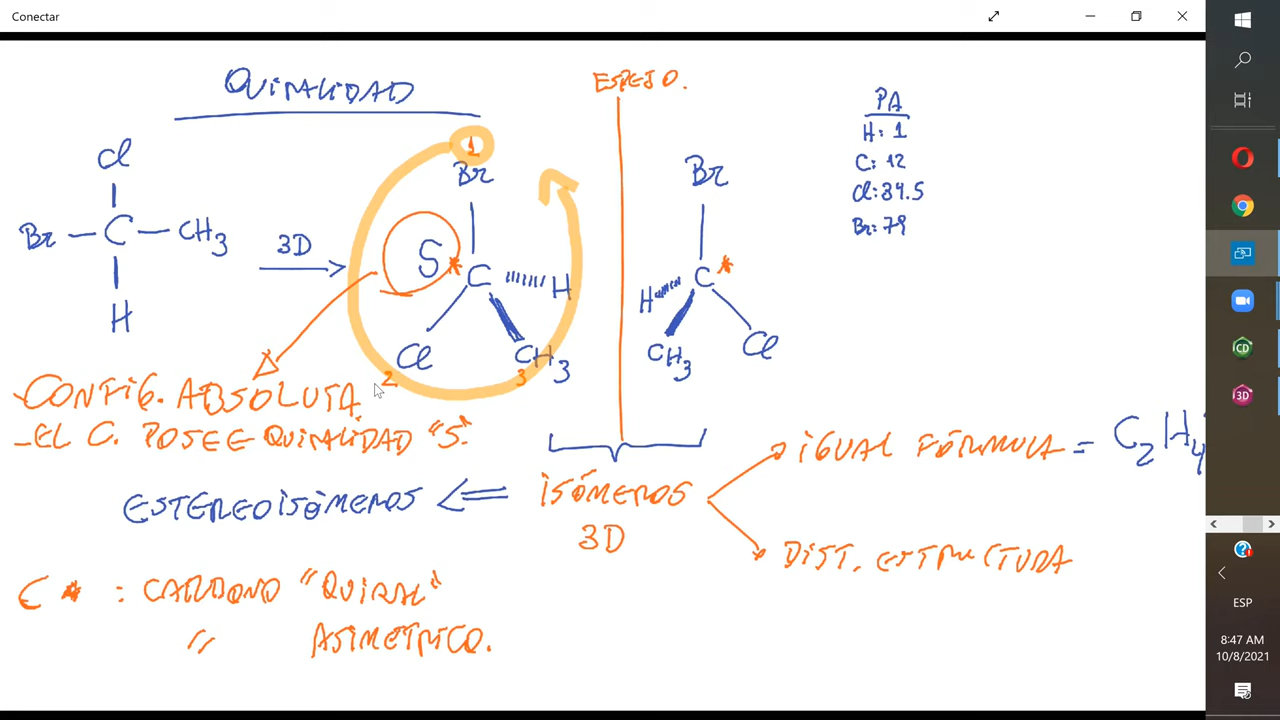 Conectar
QUIRALIDAD
ESPEJO.
PA
H: 1
C: 12
Cl: 34.5
Br: 79
Cl
Br — C — CH3
H
3D
1
Br
S * C H
Cl CH3
2 3
Br
H C *
CH3 Cl
- CONFIG. ABSOLUTA
- EL C. POSEE QUIRALIDAD "S."
ESTEREOISÓMEROS
ISÓMEROS
3D
IGUAL FÓRMULA = C2H4
DIST. ESTRUCTURA
C * : CARBONO "QUIRAL"
" ASIMETRICO.
ESP
8:47 AM
10/8/2021